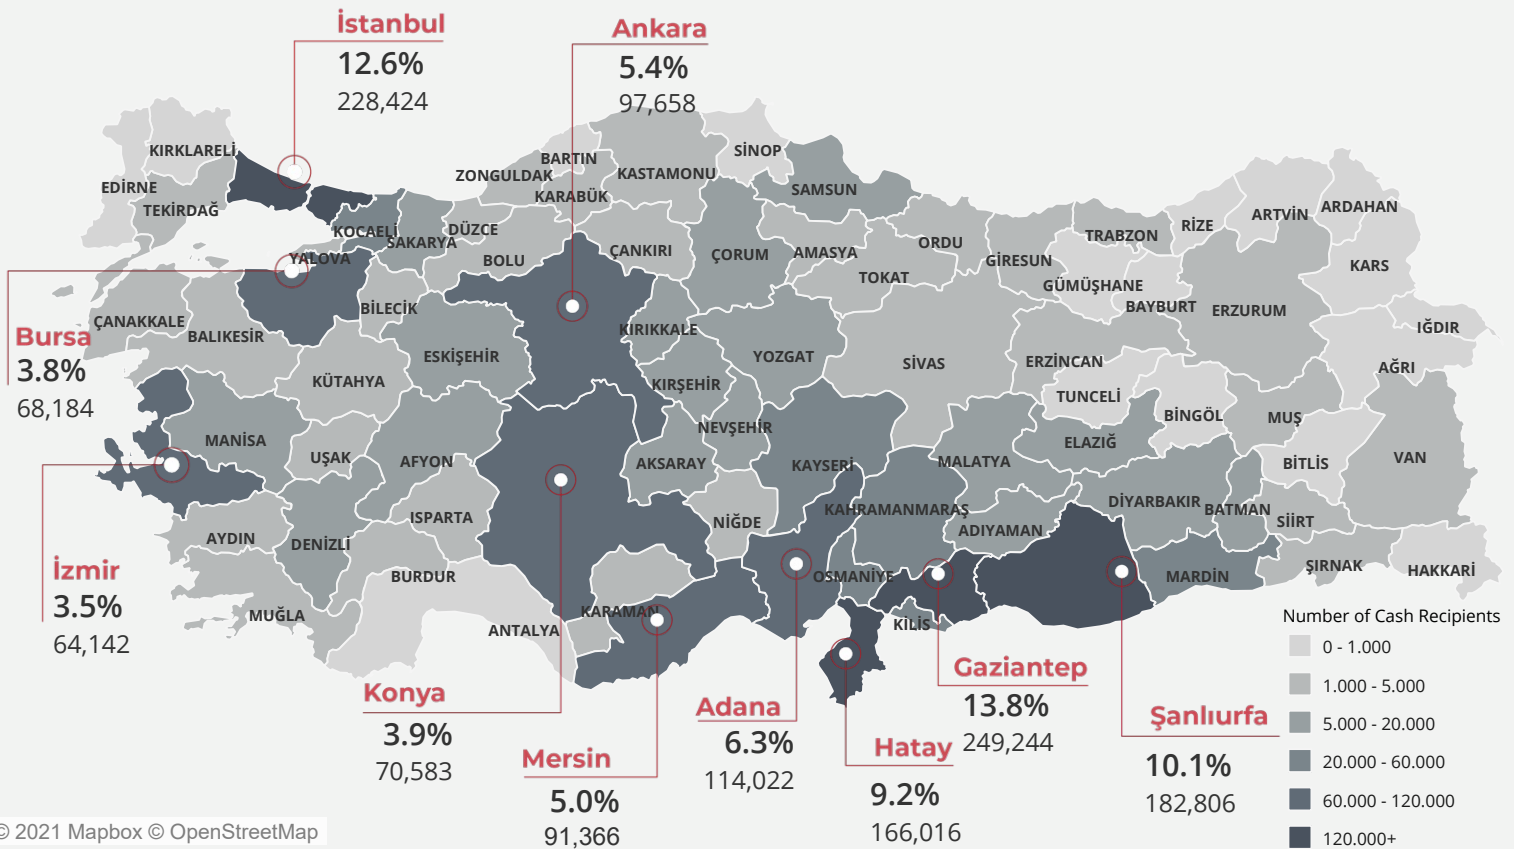 İstanbul
12.6%
228,424
Ankara
5.4%
97,658
KIRKLARELİ
EDİRNE
TEKİRDAĞ
KOCAELİ
SAKARYA
YALOVA
DÜZCE
ZONGULDAK
BARTIN
KARABÜK
KASTAMONU
SİNOP
SAMSUN
BOLU
ÇANKIRI
ÇORUM
AMASYA
TOKAT
ORDU
GİRESUN
TRABZON
RİZE
ARTVİN
ARDAHAN
KARS
GÜMÜŞHANE
BAYBURT
ERZURUM
IĞDIR
AĞRI
ÇANAKKALE
BALIKESİR
BİLECİK
ESKİŞEHİR
KÜTAHYA
KIRIKKALE
YOZGAT
SİVAS
ERZİNCAN
TUNCELİ
BİNGÖL
MUŞ
BİTLİS
VAN
KIRŞEHİR
NEVŞEHİR
KAYSERİ
MALATYA
ELAZIĞ
MANİSA
UŞAK
AFYON
AKSARAY
NİĞDE
KAHRAMANMARAŞ
ADIYAMAN
DİYARBAKIR
BATMAN
SİİRT
ŞIRNAK
HAKKARİ
MARDİN
AYDIN
DENİZLİ
ISPARTA
BURDUR
MUĞLA
ANTALYA
KARAMAN
OSMANİYE
KİLİS
Bursa
3.8%
68,184
İzmir
3.5%
64,142
Konya
3.9%
70,583
Mersin
5.0%
91,366
Adana
6.3%
114,022
Hatay
9.2%
166,016
Gaziantep
13.8%
249,244
Şanlıurfa
10.1%
182,806
Number of Cash Recipients
0 - 1.000
1.000 - 5.000
5.000 - 20.000
20.000 - 60.000
60.000 - 120.000
120.000+
© 2021 Mapbox © OpenStreetMap